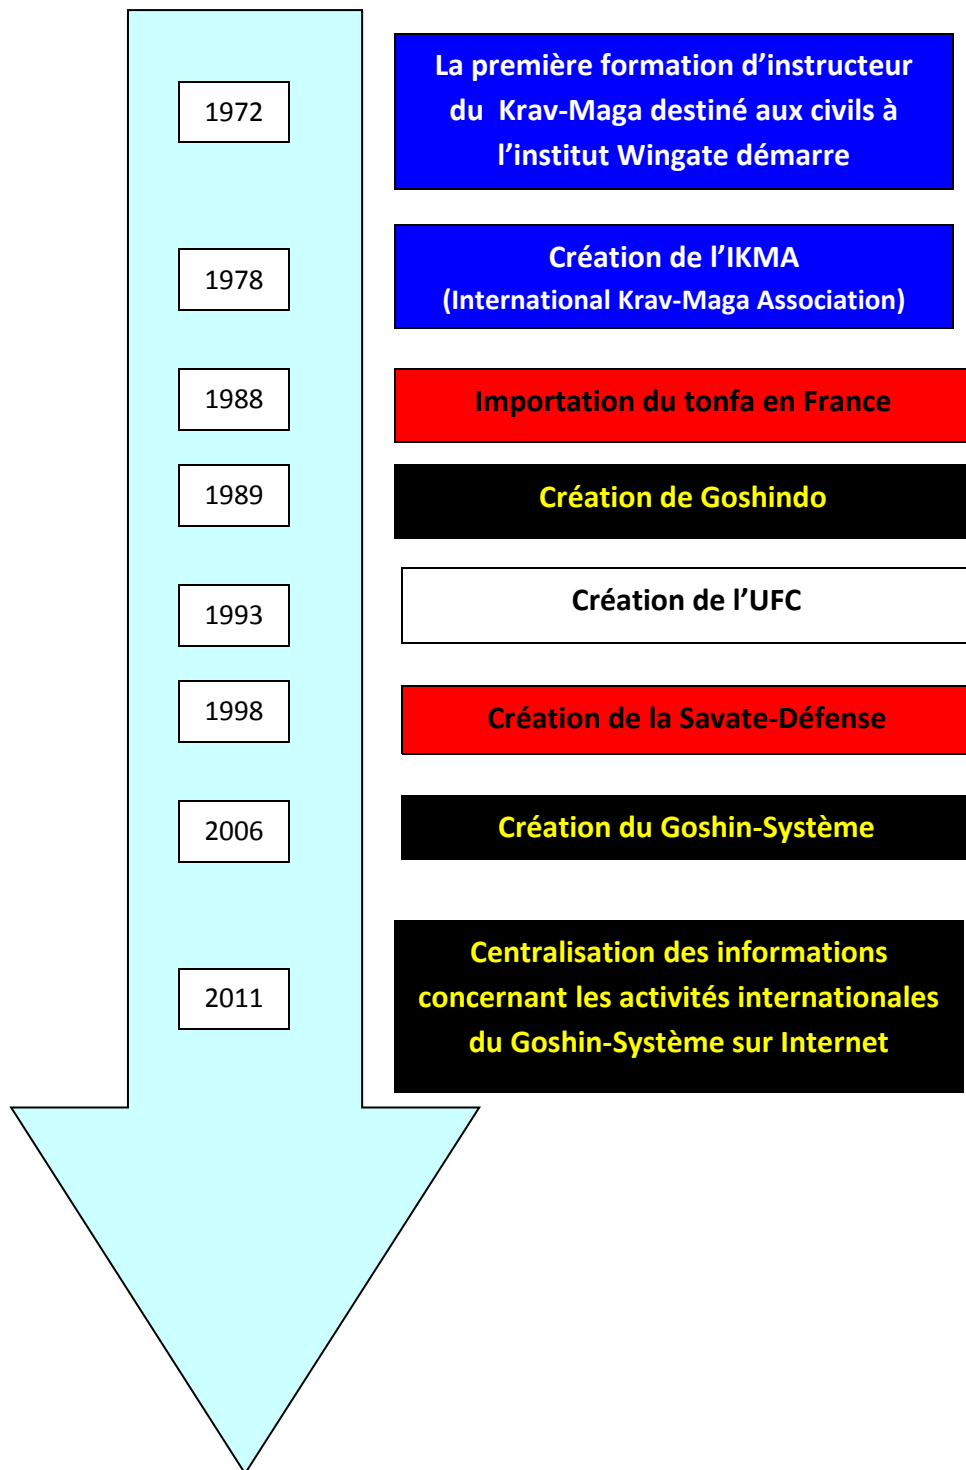 1972
La première formation d’instructeur
du Krav-Maga destiné aux civils à
l’institut Wingate démarre
1978
Création de l’IKMA
(International Krav-Maga Association)
1988
Importation du tonfa en France
1989
Création de Goshindo
1993
Création de l’UFC
1998
Création de la Savate-Défense
2006
Création du Goshin-Système
2011
Centralisation des informations
concernant les activités internationales
du Goshin-Système sur Internet